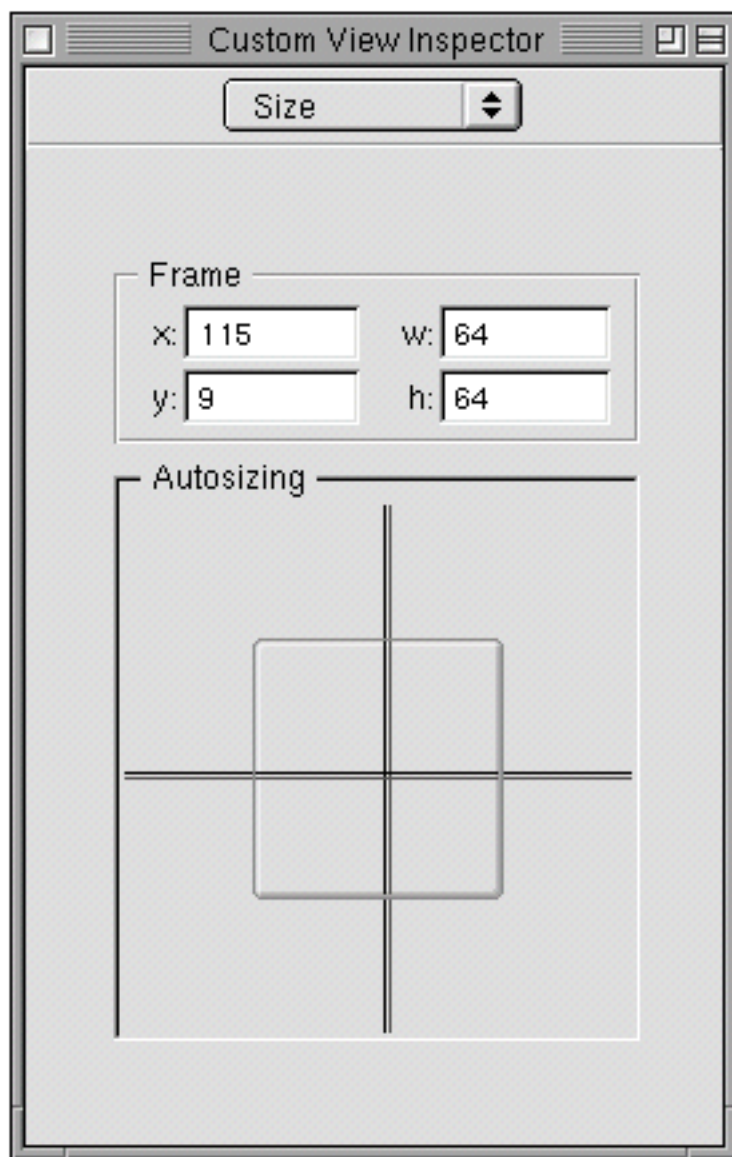 Custom View Inspector
Size
Frame
x: 115 w: 64
y: 9 h: 64
Autosizing